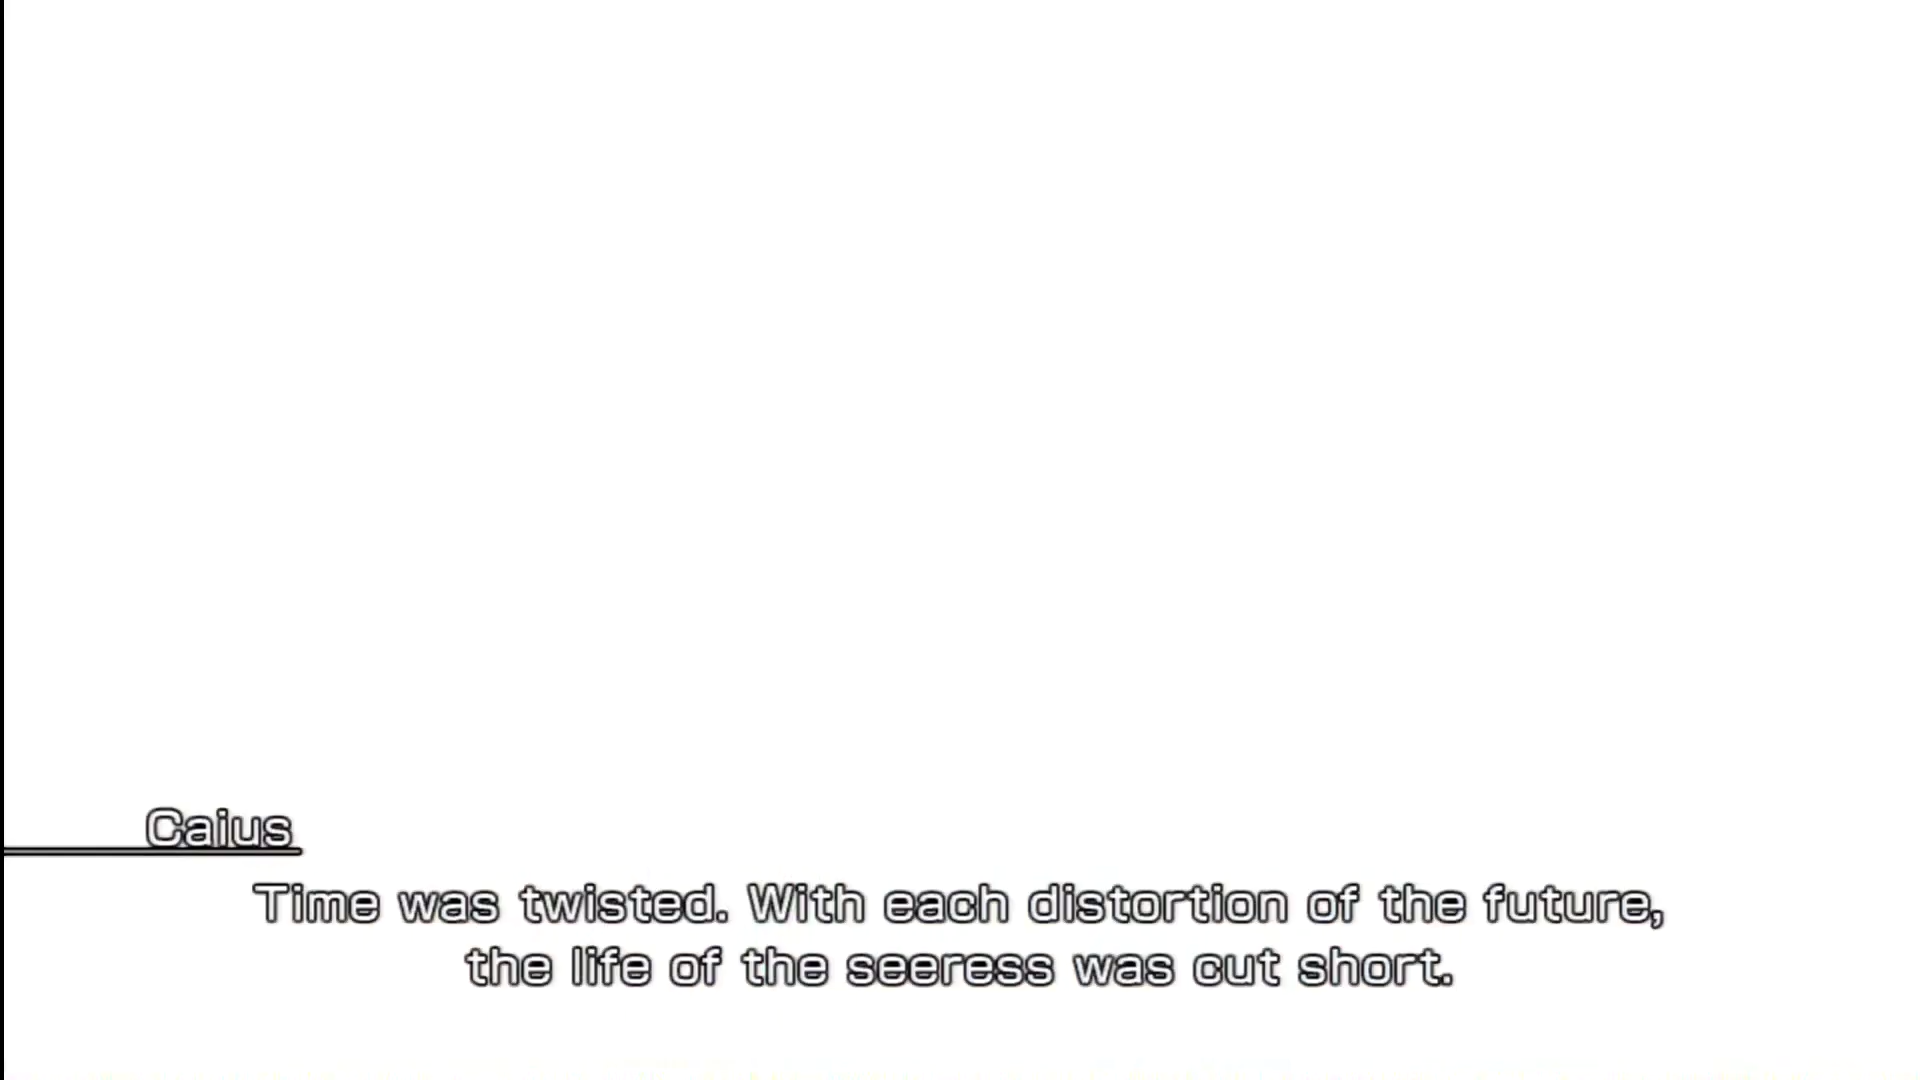 Caius
Time was twisted. With each distortion of the future,
the life of the seeress was cut short.